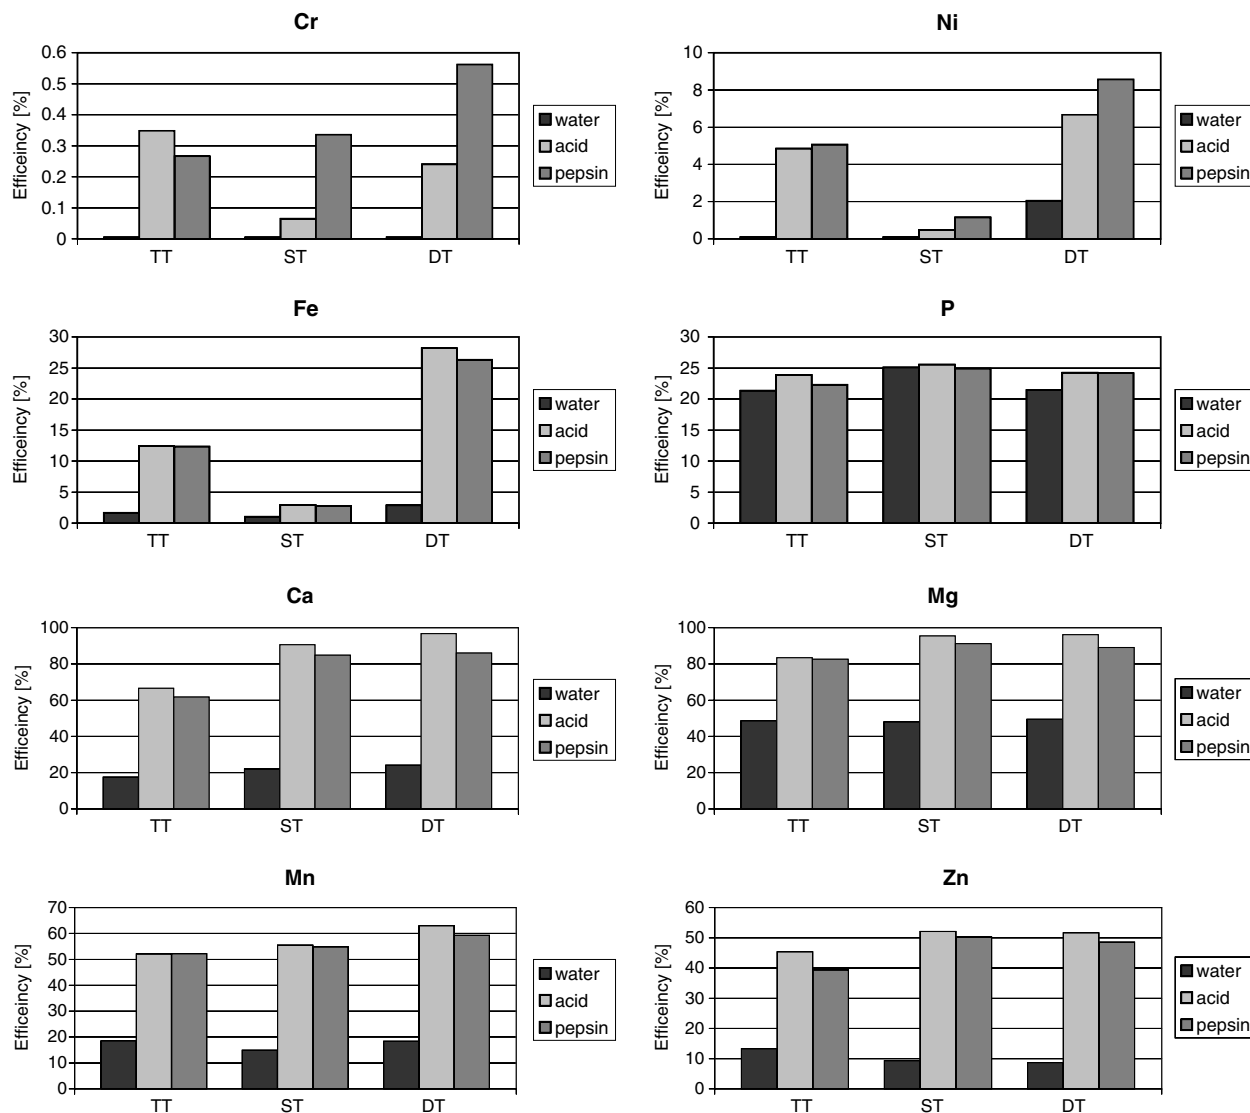 Cr
0.6
0.5
0.4
0.3
0.2
0.1
0
Efficeincy [%]
TT ST DT
water
acid
pepsin
Ni
10
8
6
4
2
0
Efficeincy [%]
TT ST DT
water
acid
pepsin
Fe
30
25
20
15
10
5
0
Efficeincy [%]
TT ST DT
water
acid
pepsin
P
30
25
20
15
10
5
0
Efficeincy [%]
TT ST DT
water
acid
pepsin
Ca
100
80
60
40
20
0
Efficeincy [%]
TT ST DT
water
acid
pepsin
Mg
100
80
60
40
20
0
Efficeincy [%]
TT ST DT
water
acid
pepsin
Mn
70
60
50
40
30
20
10
0
Efficeincy [%]
TT ST DT
water
acid
pepsin
Zn
60
50
40
30
20
10
0
Efficeincy [%]
TT ST DT
water
acid
pepsin